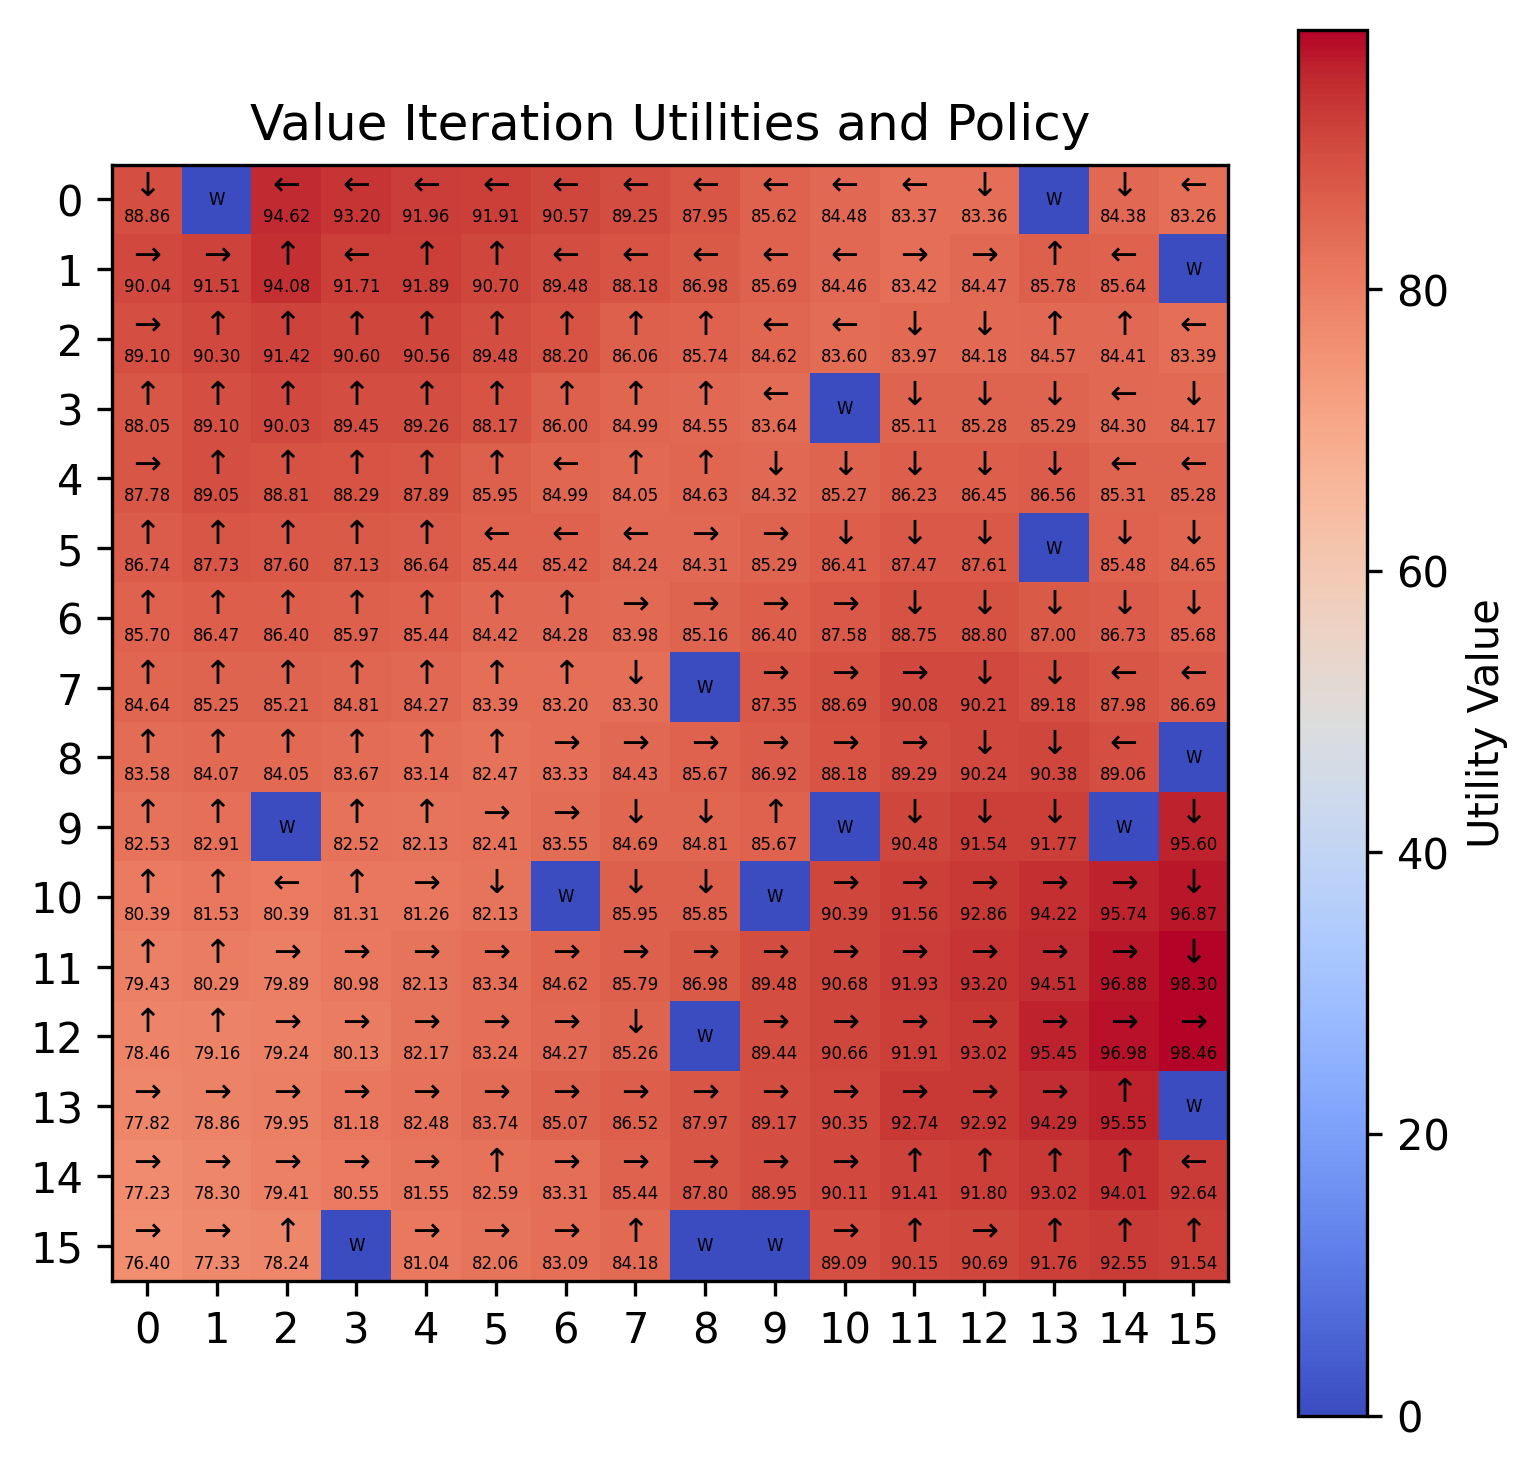 Value Iteration Utilities and Policy
0 ↓ W ← ← ← ← ← ← ← ← ← ← ↓ W ↓ ←
88.86 94.62 93.20 91.96 91.91 90.57 89.25 87.95 85.62 84.48 83.37 83.36 84.38 83.26
1 → → ↑ ← ↑ ↑ ← ← ← ← ← → → ↑ ← W
90.04 91.51 94.08 91.71 91.89 90.70 89.48 88.18 86.98 85.69 84.46 83.42 84.47 85.78 85.64
2 → ↑ ↑ ↑ ↑ ↑ ↑ ↑ ↑ ← ← ↓ ↓ ↑ ↑ ←
89.10 90.30 91.42 90.60 90.56 89.48 88.20 86.06 85.74 84.62 83.60 83.97 84.18 84.57 84.41 83.39
3 ↑ ↑ ↑ ↑ ↑ ↑ ↑ ↑ ↑ ← W ↓ ↓ ↓ ← ↓
88.05 89.10 90.03 89.45 89.26 88.17 86.00 84.99 84.55 83.64 85.11 85.28 85.29 84.30 84.17
4 → ↑ ↑ ↑ ↑ ↑ ← ↑ ↑ ↓ ↓ ↓ ↓ ↓ ← ←
87.78 89.05 88.81 88.29 87.89 85.95 84.99 84.05 84.63 84.32 85.27 86.23 86.45 86.56 85.31 85.28
5 ↑ ↑ ↑ ↑ ↑ ← ← ← → → ↓ ↓ ↓ W ↓ ↓
86.74 87.73 87.60 87.13 86.64 85.44 85.42 84.24 84.31 85.29 86.41 87.47 87.61 85.48 84.65
6 ↑ ↑ ↑ ↑ ↑ ↑ ↑ → → → → ↓ ↓ ↓ ↓ ↓
85.70 86.47 86.40 85.97 85.44 84.42 84.28 83.98 85.16 86.40 87.58 88.75 88.80 87.00 86.73 85.68
7 ↑ ↑ ↑ ↑ ↑ ↑ ↑ ↓ W → → → ↓ ↓ ← ←
84.64 85.25 85.21 84.81 84.27 83.39 83.20 83.30 87.35 88.69 90.08 90.21 89.18 87.98 86.69
8 ↑ ↑ ↑ ↑ ↑ ↑ → → → → → → ↓ ↓ ← W
83.58 84.07 84.05 83.67 83.14 82.47 83.33 84.43 85.67 86.92 88.18 89.29 90.24 90.38 89.06
9 ↑ ↑ W ↑ ↑ → → ↓ ↓ ↑ W ↓ ↓ ↓ W ↓
82.53 82.91 82.52 82.13 82.41 83.55 84.69 84.81 85.67 90.48 91.54 91.77 95.60
10 ↑ ↑ ← ↑ → ↓ W ↓ ↓ W → → → → → ↓
80.39 81.53 80.39 81.31 81.26 82.13 85.95 85.85 90.39 91.56 92.86 94.22 95.74 96.87
11 ↑ ↑ → → → → → → → → → → → → → ↓
79.43 80.29 79.89 80.98 82.13 83.34 84.62 85.79 86.98 89.48 90.68 91.93 93.20 94.51 96.88 98.30
12 ↑ ↑ → → → → → ↓ W → → → → → → →
78.46 79.16 79.24 80.13 82.17 83.24 84.27 85.26 89.44 90.66 91.91 93.02 95.45 96.98 98.46
13 → → → → → → → → → → → → → → ↑ W
77.82 78.86 79.95 81.18 82.48 83.74 85.07 86.52 87.97 89.17 90.35 92.74 92.92 94.29 95.55
14 → → → → → ↑ → → → → → ↑ ↑ ↑ ↑ ←
77.23 78.30 79.41 80.55 81.55 82.59 83.31 85.44 87.80 88.95 90.11 91.41 91.80 93.02 94.01 92.64
15 → → ↑ W → → → ↑ W W → ↑ → ↑ ↑ ↑
76.40 77.33 78.24 81.04 82.06 83.09 84.18 89.09 90.15 90.69 91.76 92.55 91.54
0 1 2 3 4 5 6 7 8 9 10 11 12 13 14 15
80
60
40
20
0
Utility Value